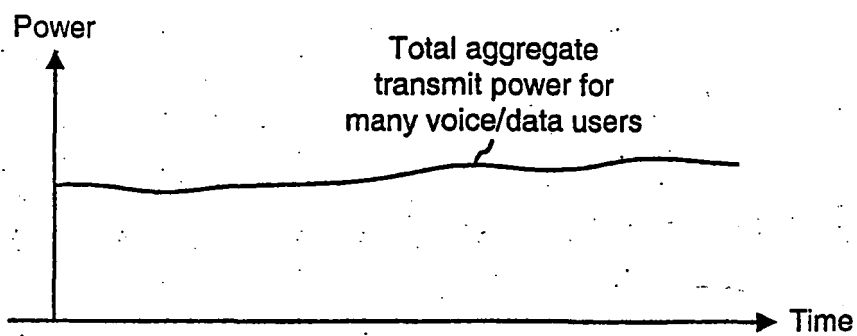 Power
Total aggregate
transmit power for
many voice/data users
Time